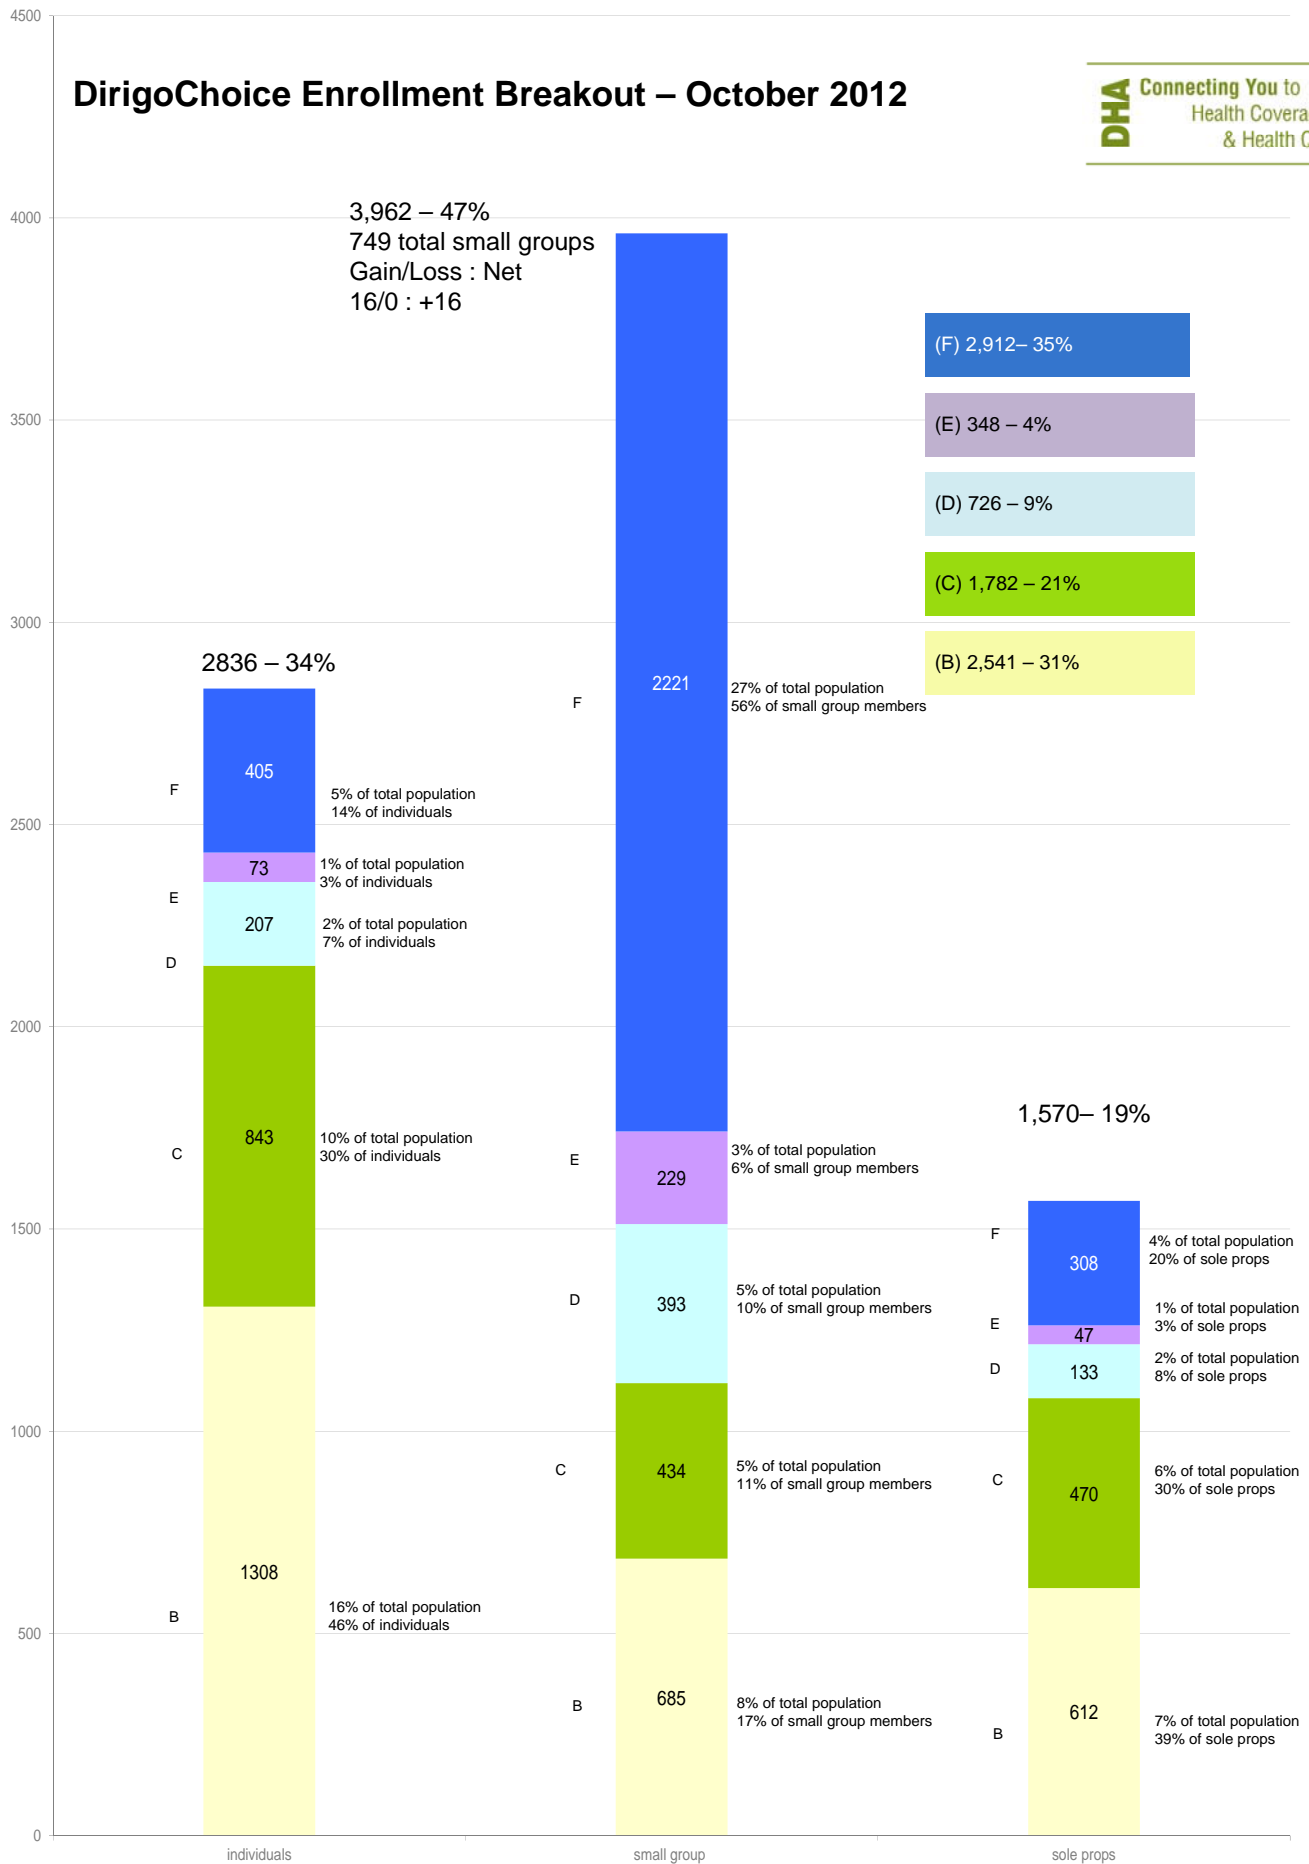 4500
DirigoChoice Enrollment Breakout – October 2012
DHA
Connecting You to
Health Covera
& Health
4000
3,962 – 47%
749 total small groups
Gain/Loss : Net
16/0 : +16
(F) 2,912– 35%
(E) 348 – 4%
(D) 726 – 9%
(C) 1,782 – 21%
(B) 2,541 – 31%
3500
3000
2836 – 34%
F
405
5% of total population
14% of individuals
73
1% of total population
3% of individuals
E
207
2% of total population
7% of individuals
D
C
843
10% of total population
30% of individuals
B
1308
16% of total population
46% of individuals
F
2221
27% of total population
56% of small group members
E
229
3% of total population
6% of small group members
D
393
5% of total population
10% of small group members
C
434
5% of total population
11% of small group members
B
685
8% of total population
17% of small group members
1,570– 19%
F
308
4% of total population
20% of sole props
E
47
1% of total population
3% of sole props
D
133
2% of total population
8% of sole props
C
470
6% of total population
30% of sole props
B
612
7% of total population
39% of sole props
2500
2000
1500
1000
500
0
individuals
small group
sole props